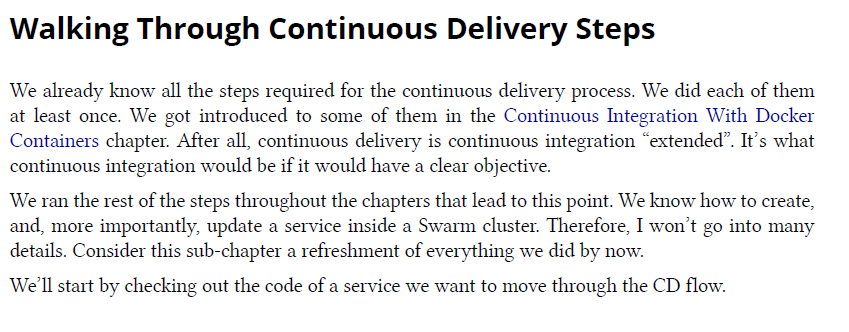 Walking Through Continuous Delivery Steps
We already know all the steps required for the continuous delivery process. We did each of them
at least once. We got introduced to some of them in the Continuous Integration With Docker
Containers chapter. After all, continuous delivery is continuous integration “extended”. It’s what
continuous integration would be if it would have a clear objective.
We ran the rest of the steps throughout the chapters that lead to this point. We know how to create,
and, more importantly, update a service inside a Swarm cluster. Therefore, I won’t go into many
details. Consider this sub-chapter a refreshment of everything we did by now.
We’ll start by checking out the code of a service we want to move through the CD flow.